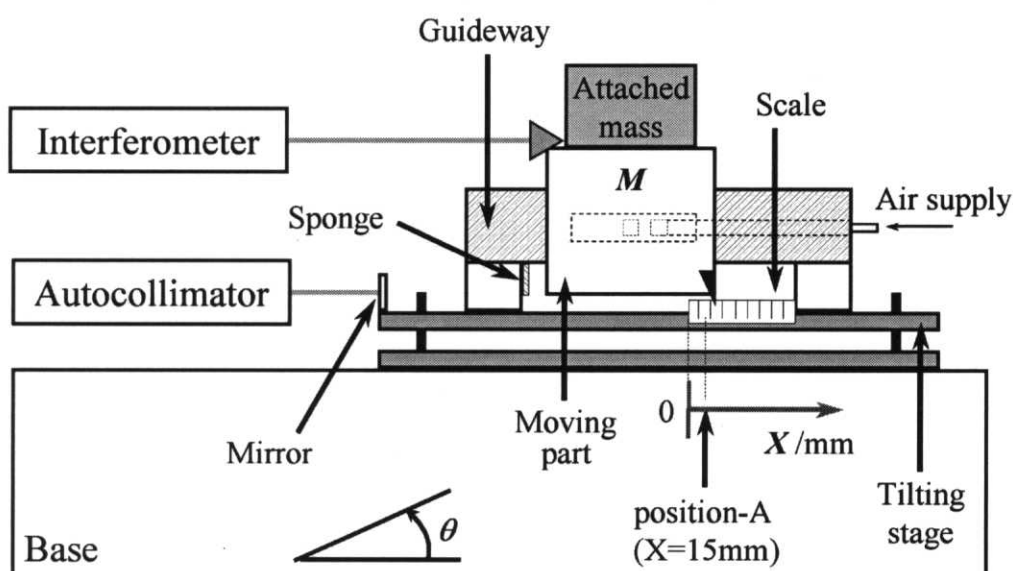 Guideway
Attached
mass
Scale
Interferometer
M
Air supply
Sponge
Autocollimator
0
X /mm
Mirror
Moving
part
position-A
(X=15mm)
Tilting
stage
Base
θ